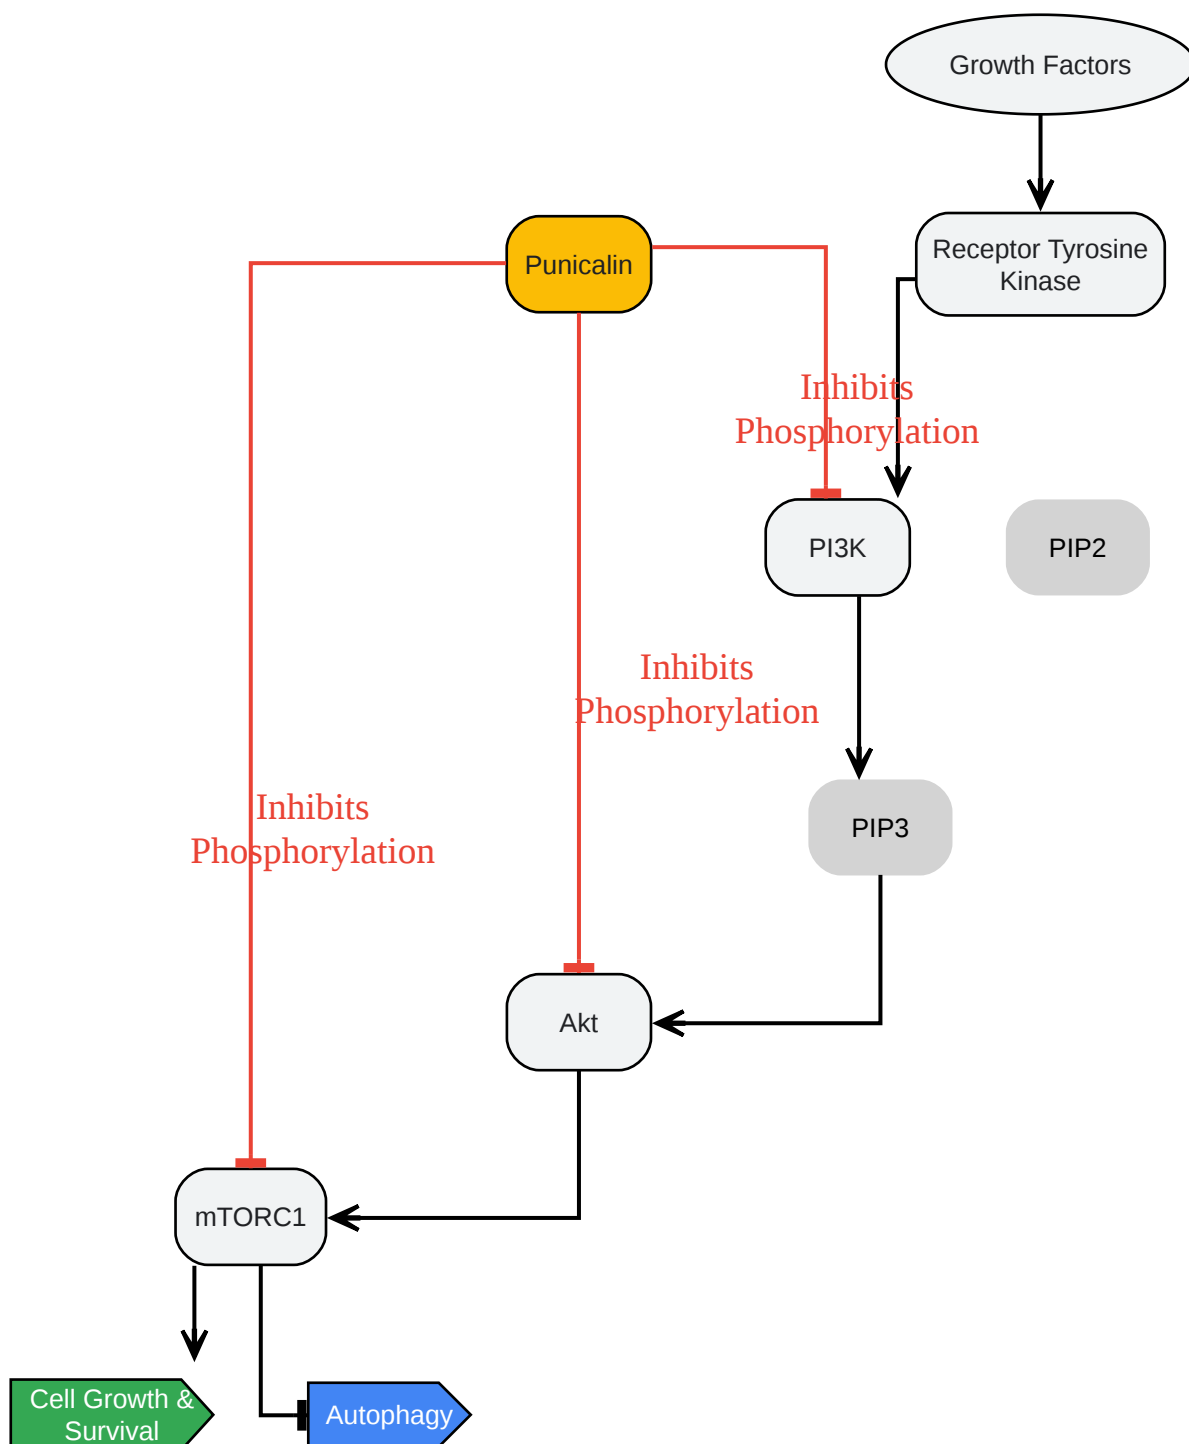 Growth Factors
Receptor Tyrosine
Kinase
Punicalin
Inhibits
Phosphorylation
PI3K
PIP2
Inhibits
Phosphorylation
Inhibits
Phosphorylation
PIP3
Akt
mTORC1
Cell Growth &
Survival
Autophagy